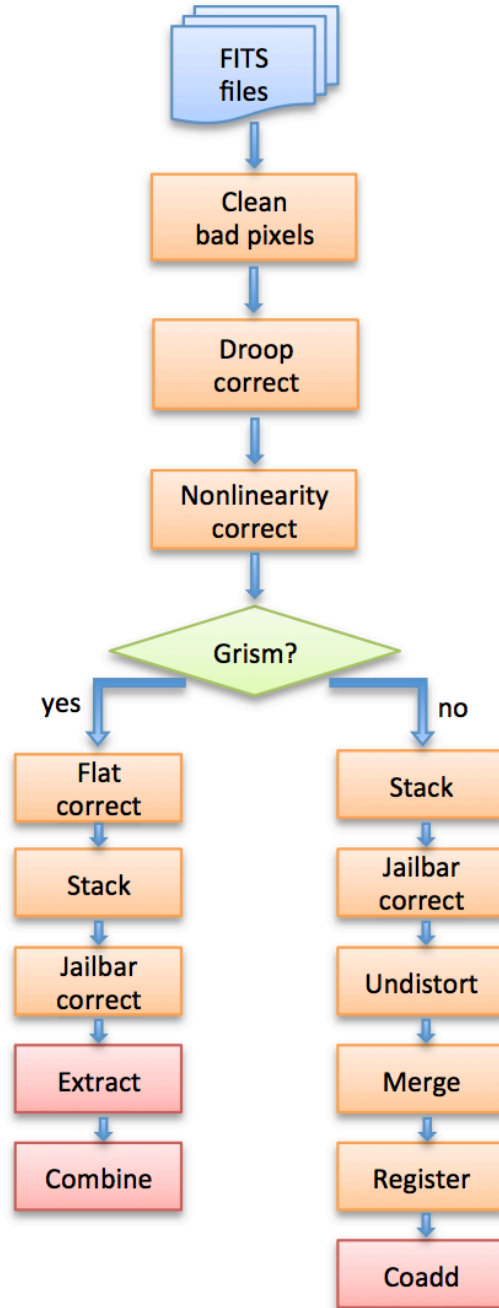 FITS
files
Clean
bad pixels
Droop
correct
Nonlinearity
correct
Grism?
yes
no
Flat
correct
Stack
Jailbar
correct
Extract
Combine
Stack
Jailbar
correct
Undistort
Merge
Register
Coadd